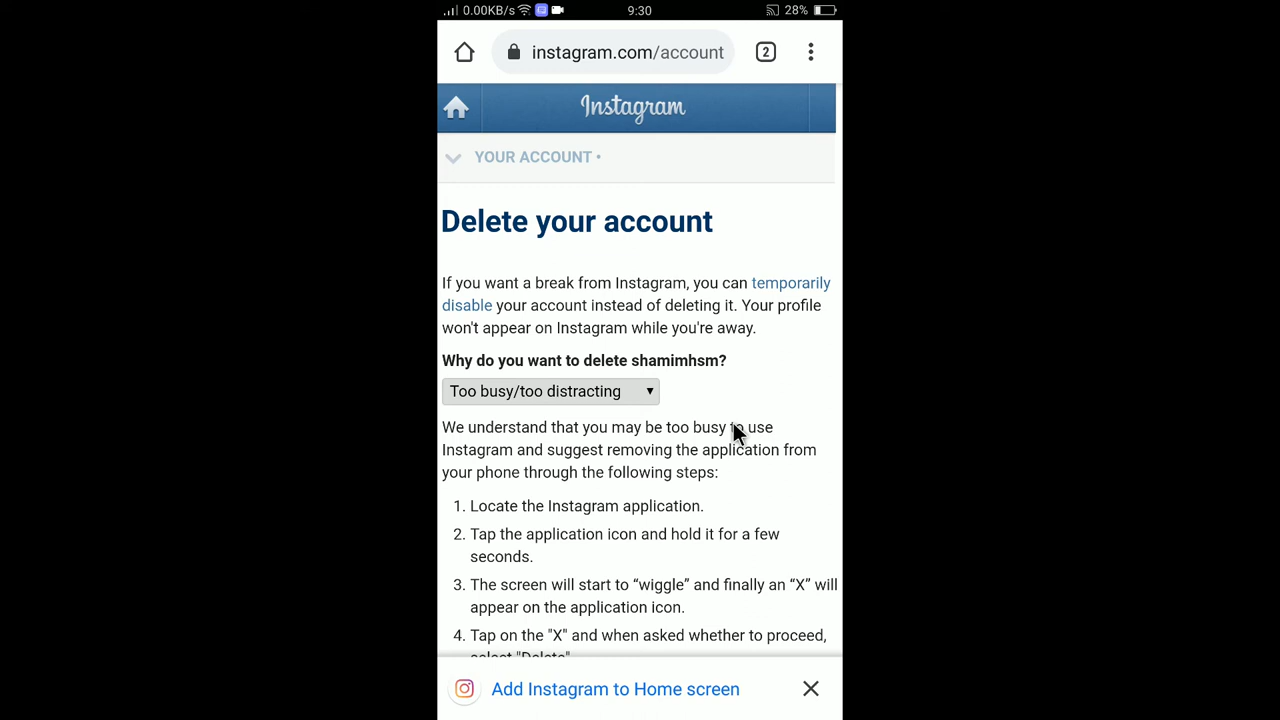 0.00KB/s 9:30 28%
instagram.com/account 2
Instagram
YOUR ACCOUNT •
Delete your account
If you want a break from Instagram, you can temporarily
disable your account instead of deleting it. Your profile
won't appear on Instagram while you're away.
Why do you want to delete shamimhsm?
Too busy/too distracting
We understand that you may be too busy to use
Instagram and suggest removing the application from
your phone through the following steps:
1. Locate the Instagram application.
2. Tap the application icon and hold it for a few
seconds.
3. The screen will start to “wiggle” and finally an “X” will
appear on the application icon.
4. Tap on the "X" and when asked whether to proceed,
select "Delete"
Add Instagram to Home screen